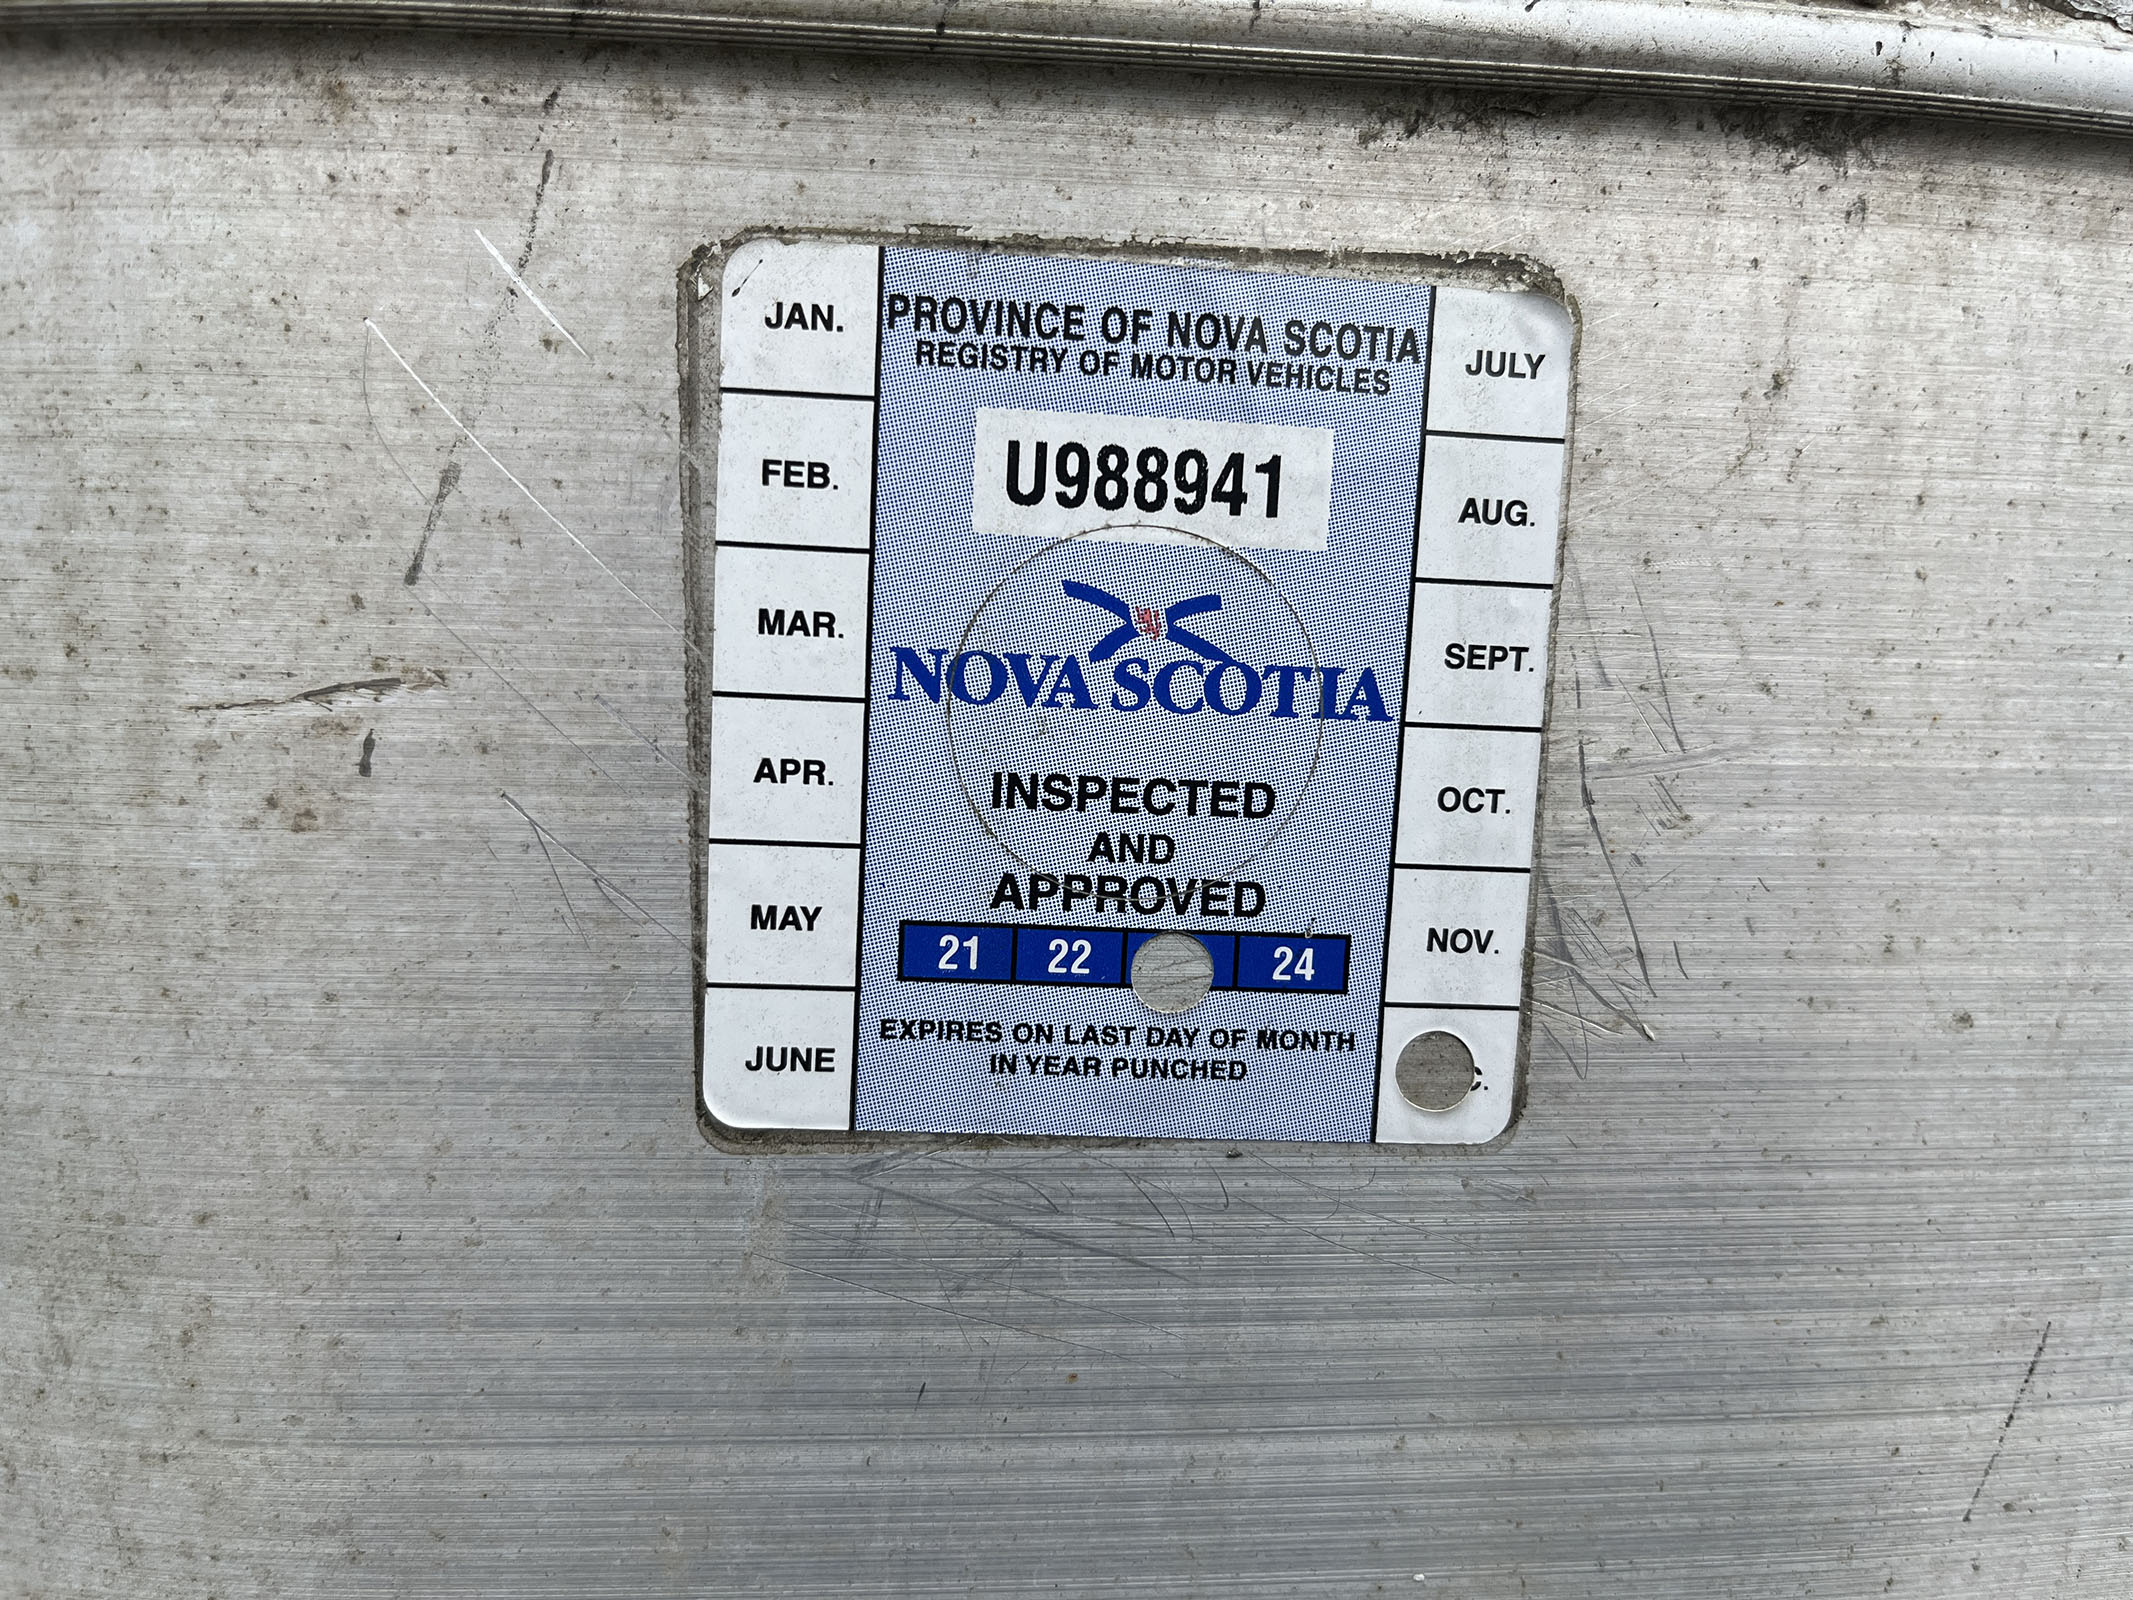 JAN.
FEB.
MAR.
APR.
MAY
JUNE
PROVINCE OF NOVA SCOTIA
REGISTRY OF MOTOR VEHICLES
U988941
NOVA SCOTIA
INSPECTED
AND
APPROVED
21 22 24
EXPIRES ON LAST DAY OF MONTH
IN YEAR PUNCHED
JULY
AUG.
SEPT.
OCT.
NOV.